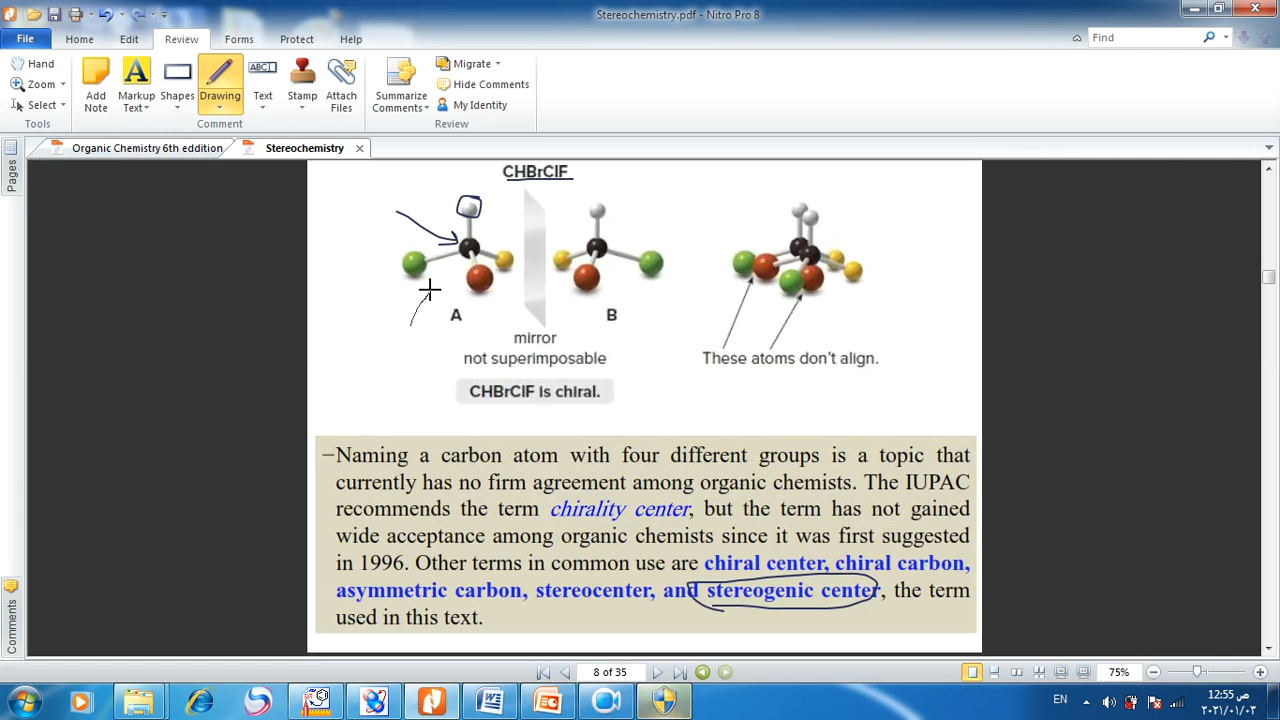 Stereochemistry.pdf - Nitro Pro 8
File Home Edit Review Forms Protect Help
Find
Hand
Zoom
Select
Tools
Add Note
Markup Text
Shapes
Drawing
ABC
Text
Stamp
Attach Files
Comment
Summarize Comments
Migrate
Hide Comments
My Identity
Review
Organic Chemistry 6th eddition
Stereochemistry
Pages
CHBrClF
A
B
mirror
not superimposable
These atoms don't align.
CHBrClF is chiral.
–Naming a carbon atom with four different groups is a topic that
currently has no firm agreement among organic chemists. The IUPAC
recommends the term chirality center, but the term has not gained
wide acceptance among organic chemists since it was first suggested
in 1996. Other terms in common use are chiral center, chiral carbon,
asymmetric carbon, stereocenter, and stereogenic center, the term
used in this text.
Comments
8 of 35
75%
EN
12:55 ص
٢٠٢١/٠١/٠٣